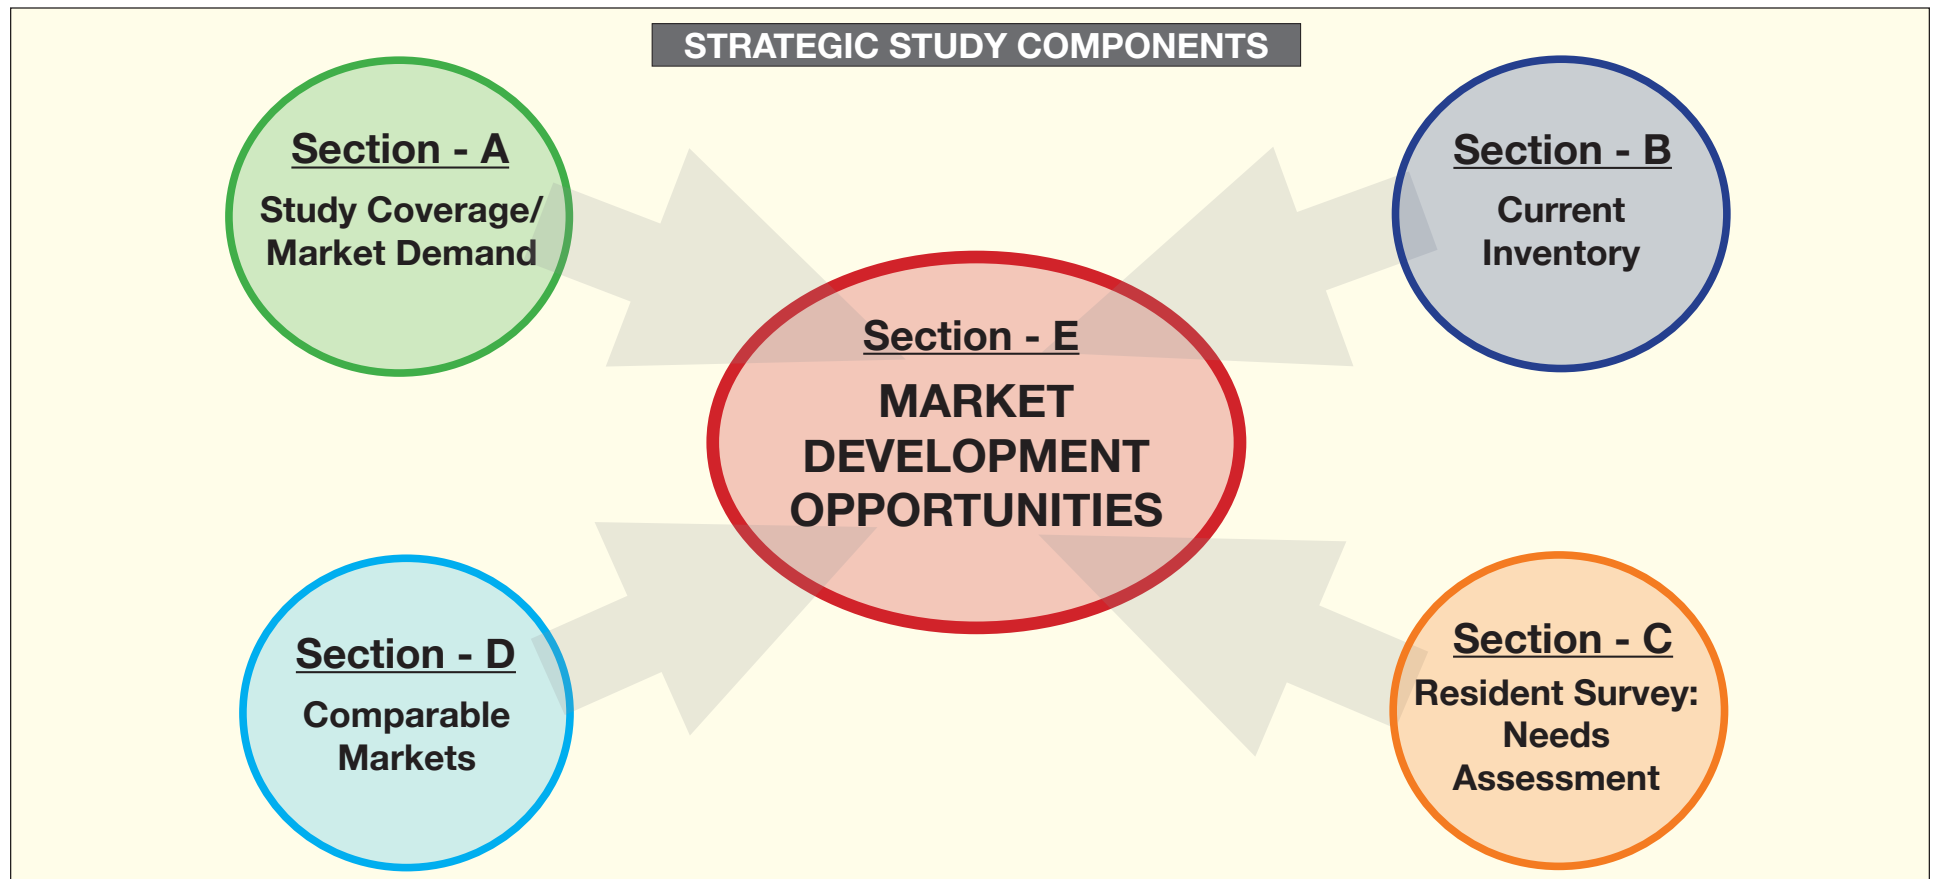 STRATEGIC STUDY COMPONENTS
Section - A
Study Coverage/
Market Demand
Section - B
Current
Inventory
Section - E
MARKET
DEVELOPMENT
OPPORTUNITIES
Section - D
Comparable
Markets
Section - C
Resident Survey:
Needs
Assessment